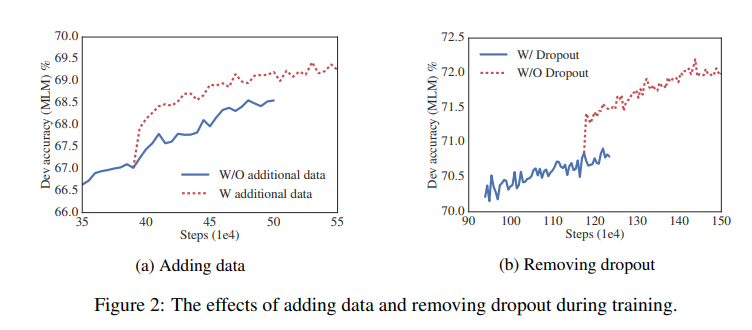 70.0
69.5
69.0
68.5
68.0
67.5
67.0
66.5
66.0
Dev accuracy (MLM) %
W/O additional data
W additional data
35 40 45 50 55
Steps (1e4)
(a) Adding data
72.5
72.0
71.5
71.0
70.5
70.0
Dev accuracy (MLM) %
W/ Dropout
W/O Dropout
90 100 110 120 130 140 150
Steps (1e4)
(b) Removing dropout
Figure 2: The effects of adding data and removing dropout during training.